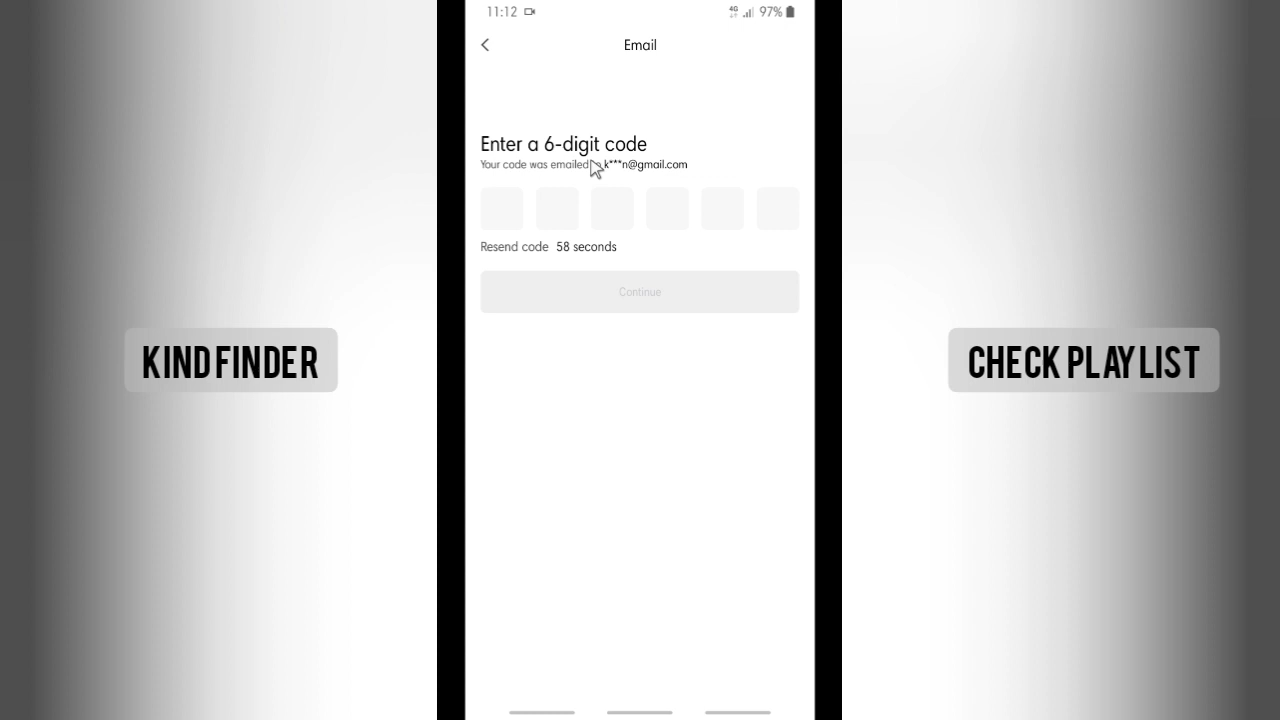 11:12
4G 97%
Email
Enter a 6-digit code
Your code was emailed k***n@gmail.com
Resend code 58 seconds
Continue
KIND FINDER
CHECK PLAYLIST